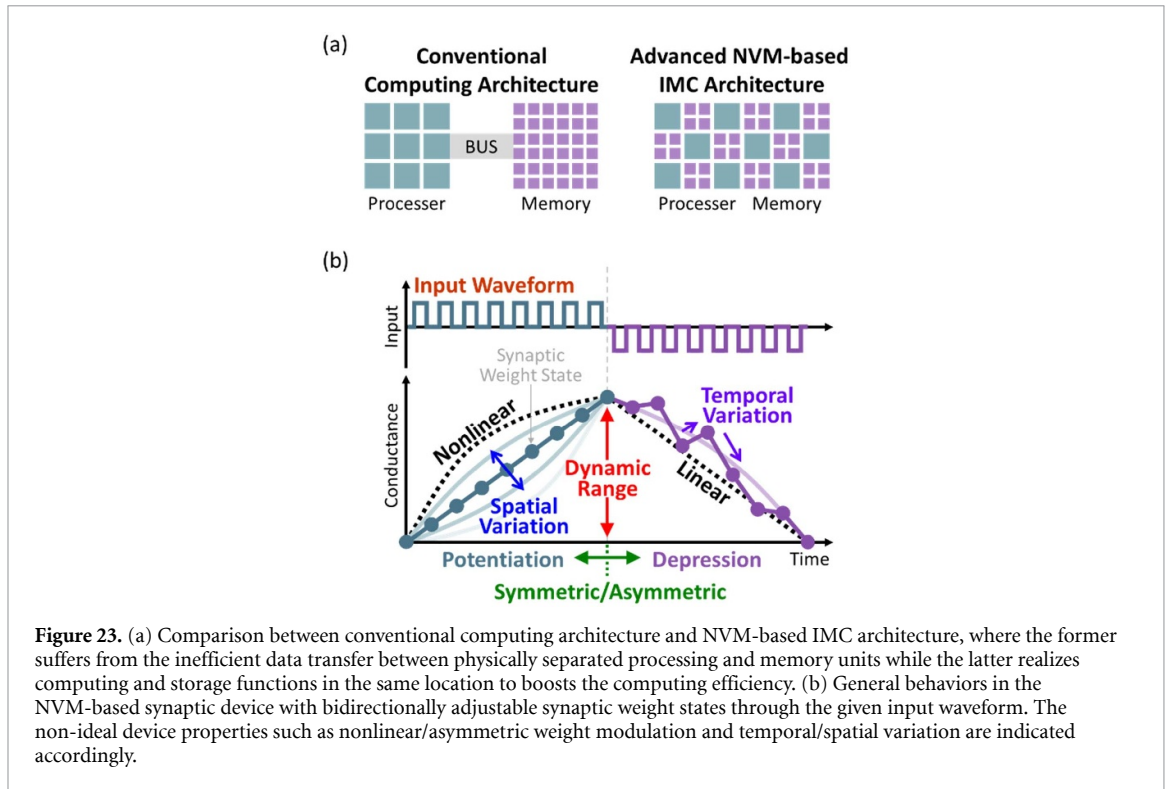 (a)
Conventional
Computing Architecture
Advanced NVM-based
IMC Architecture
BUS
Processer
Memory
Processer
Memory
(b)
Input Waveform
Input
Synaptic
Weight State
Conductance
Nonlinear
Spatial
Variation
Dynamic
Range
Temporal
Variation
Linear
Potentiation
Depression
Time
Symmetric/Asymmetric
Figure 23. (a) Comparison between conventional computing architecture and NVM-based IMC architecture, where the former
suffers from the inefficient data transfer between physically separated processing and memory units while the latter realizes
computing and storage functions in the same location to boosts the computing efficiency. (b) General behaviors in the
NVM-based synaptic device with bidirectionally adjustable synaptic weight states through the given input waveform. The
non-ideal device properties such as nonlinear/asymmetric weight modulation and temporal/spatial variation are indicated
accordingly.